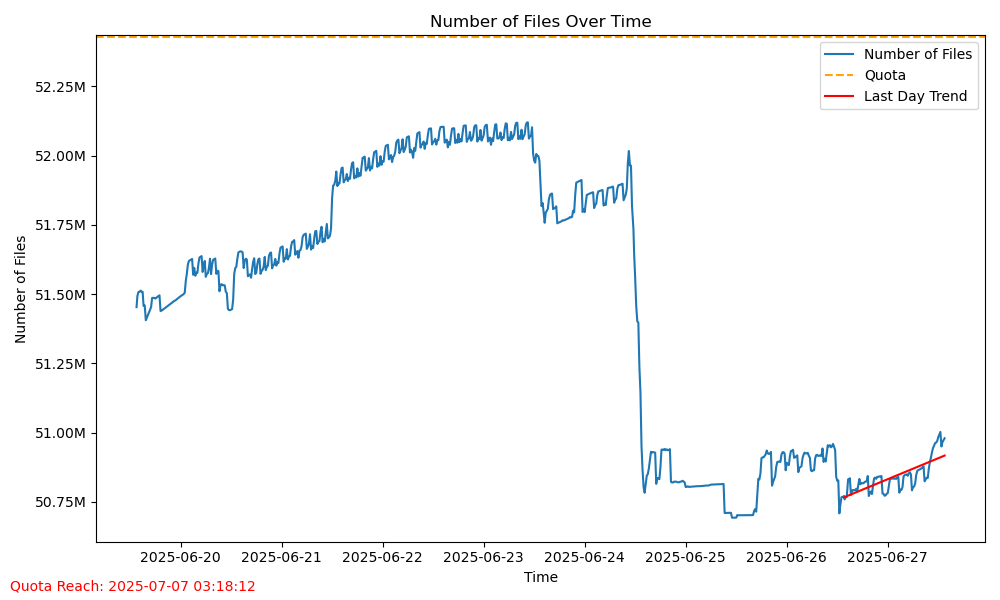 Number of Files Over Time
Number of Files
Quota
Last Day Trend
52.25M
52.00M
51.75M
51.50M
51.25M
51.00M
50.75M
Number of Files
2025-06-20 2025-06-21 2025-06-22 2025-06-23 2025-06-24 2025-06-25 2025-06-26 2025-06-27
Time
Quota Reach: 2025-07-07 03:18:12